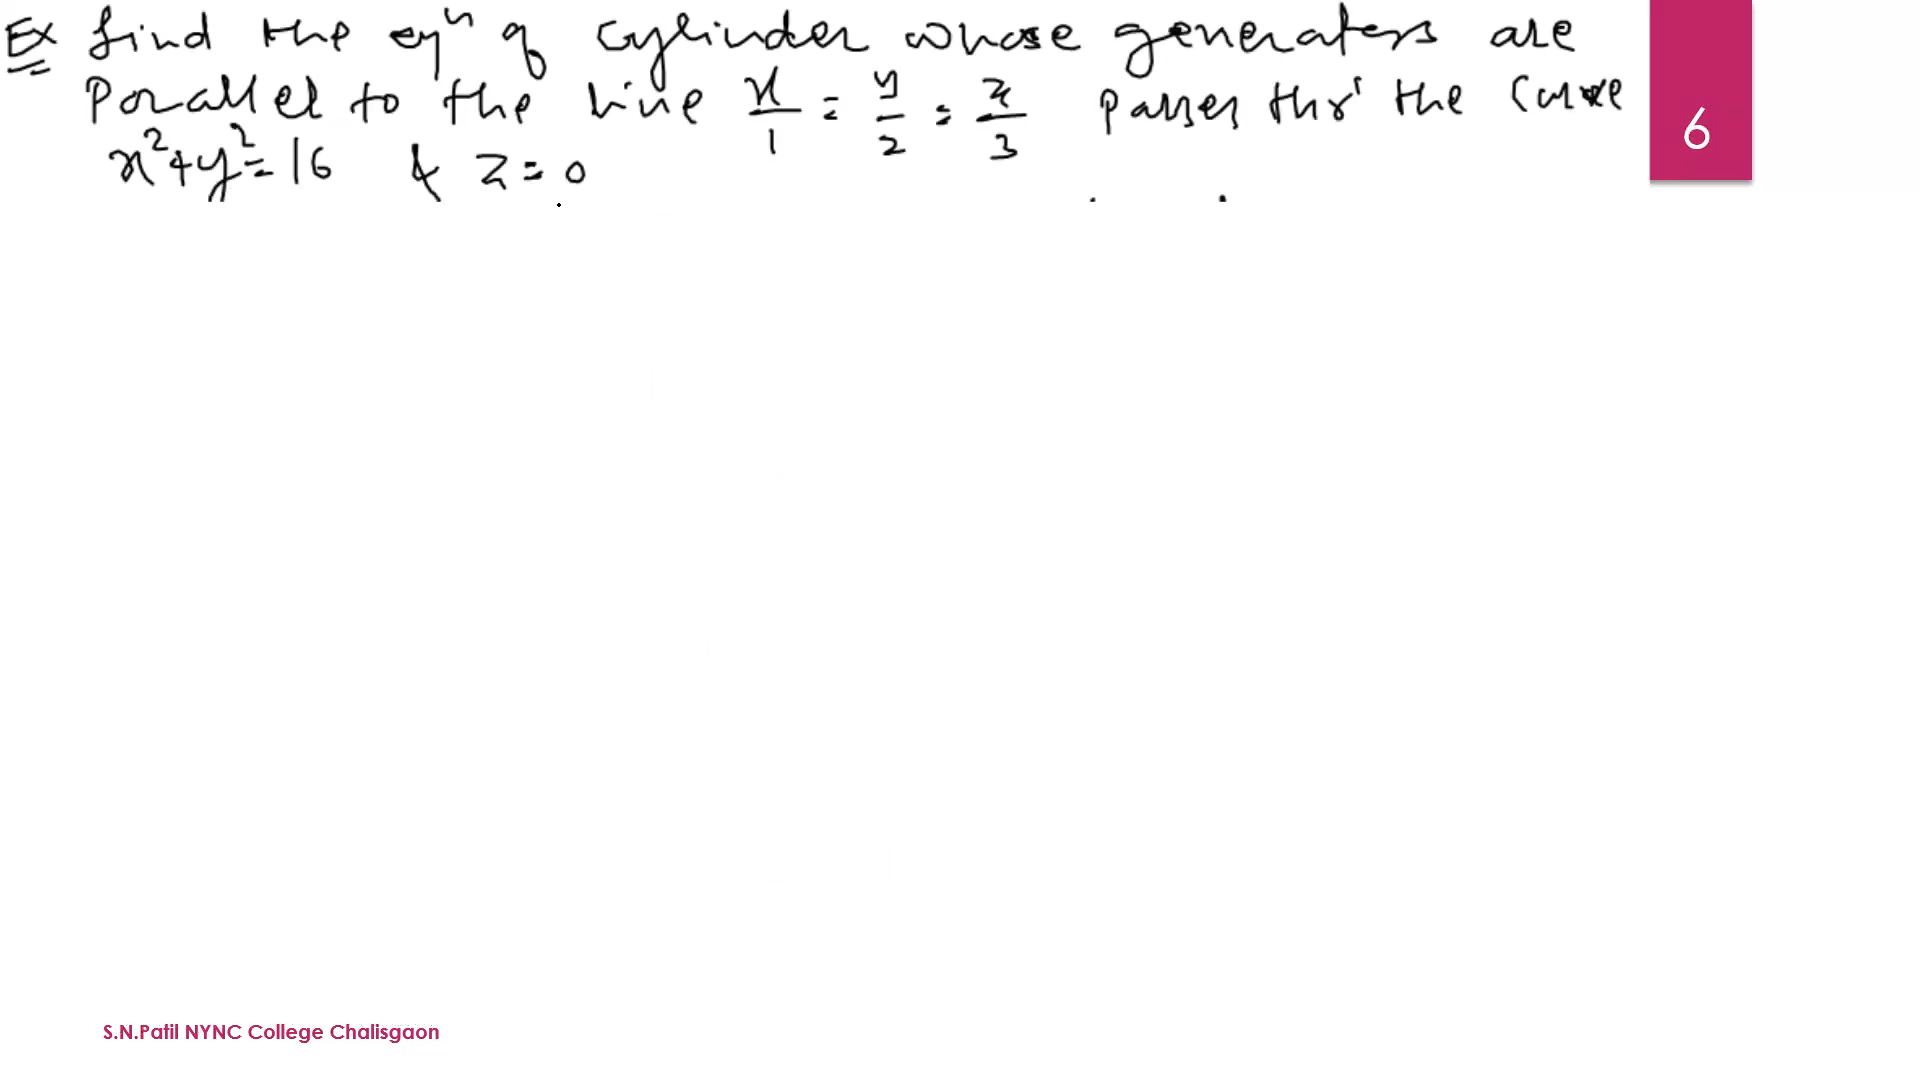 Ex find the eqn of cylinder whose generators are
Parallel to the line x/1 = y/2 = z/3 Passes thr' the curve
x²+y²=16 & z=0
6
S.N.Patil NYNC College Chalisgaon